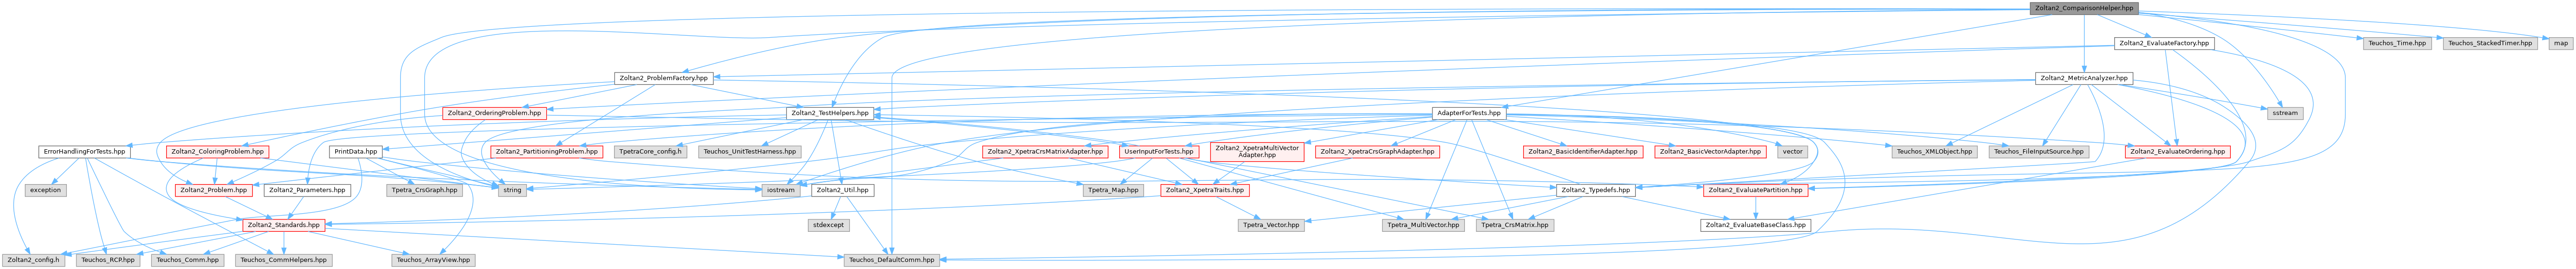 Zoltan2_ComparisonHelper.hpp
Zoltan2_EvaluateFactory.hpp
Teuchos_Time.hpp
Teuchos_StackedTimer.hpp
map
Zoltan2_ProblemFactory.hpp
Zoltan2_MetricAnalyzer.hpp
Zoltan2_OrderingProblem.hpp
Zoltan2_TestHelpers.hpp
AdapterForTests.hpp
sstream
ErrorHandlingForTests.hpp
Zoltan2_ColoringProblem.hpp
PrintData.hpp
Zoltan2_PartitioningProblem.hpp
TpetraCore_config.h
Teuchos_UnitTestHarness.hpp
Zoltan2_XpetraCrsMatrixAdapter.hpp
UserInputForTests.hpp
Zoltan2_XpetraMultiVector
Adapter.hpp
Zoltan2_XpetraCrsGraphAdapter.hpp
Zoltan2_BasicIdentifierAdapter.hpp
Zoltan2_BasicVectorAdapter.hpp
vector
Teuchos_XMLObject.hpp
Teuchos_FileInputSource.hpp
Zoltan2_EvaluateOrdering.hpp
exception
Zoltan2_Problem.hpp
Zoltan2_Parameters.hpp
Tpetra_CrsGraph.hpp
string
iostream
Zoltan2_Util.hpp
Tpetra_Map.hpp
Zoltan2_XpetraTraits.hpp
Zoltan2_Typedefs.hpp
Zoltan2_EvaluatePartition.hpp
Zoltan2_Standards.hpp
stdexcept
Tpetra_Vector.hpp
Tpetra_MultiVector.hpp
Tpetra_CrsMatrix.hpp
Zoltan2_EvaluateBaseClass.hpp
Zoltan2_config.h
Teuchos_RCP.hpp
Teuchos_Comm.hpp
Teuchos_CommHelpers.hpp
Teuchos_ArrayView.hpp
Teuchos_DefaultComm.hpp